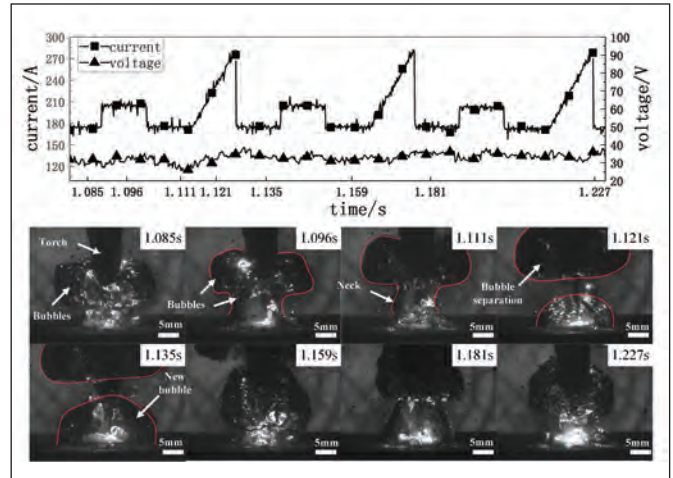 current
voltage
300
270
240
210
180
150
120
current/A
100
90
80
70
60
50
40
30
20
voltage/V
1.085 1.096 1.111 1.121 1.135 1.159 1.181 1.227
time/s
1.085s
Torch
Bubbles
5mm
1.096s
Bubbles
5mm
1.111s
Neck
5mm
1.121s
Bubble
separation
5mm
1.135s
New
bubble
5mm
1.159s
5mm
1.181s
5mm
1.227s
5mm